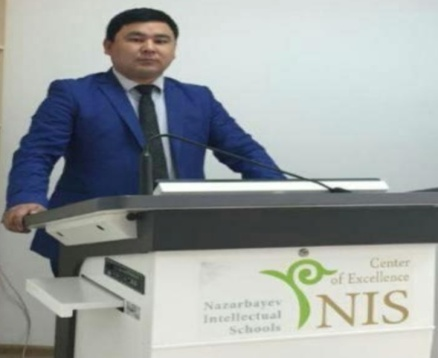 Center
of Excellence
Nazarbayev
Intellectual
Schools
NIS